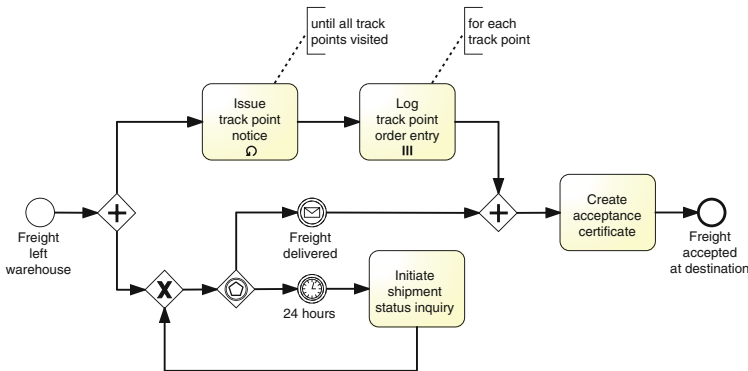 until all track
points visited
for each
track point
Issue
track point
notice
Log
track point
order entry
Freight
left
warehouse
Freight
delivered
Create
acceptance
certificate
Freight
accepted
at destination
24 hours
Initiate
shipment
status inquiry